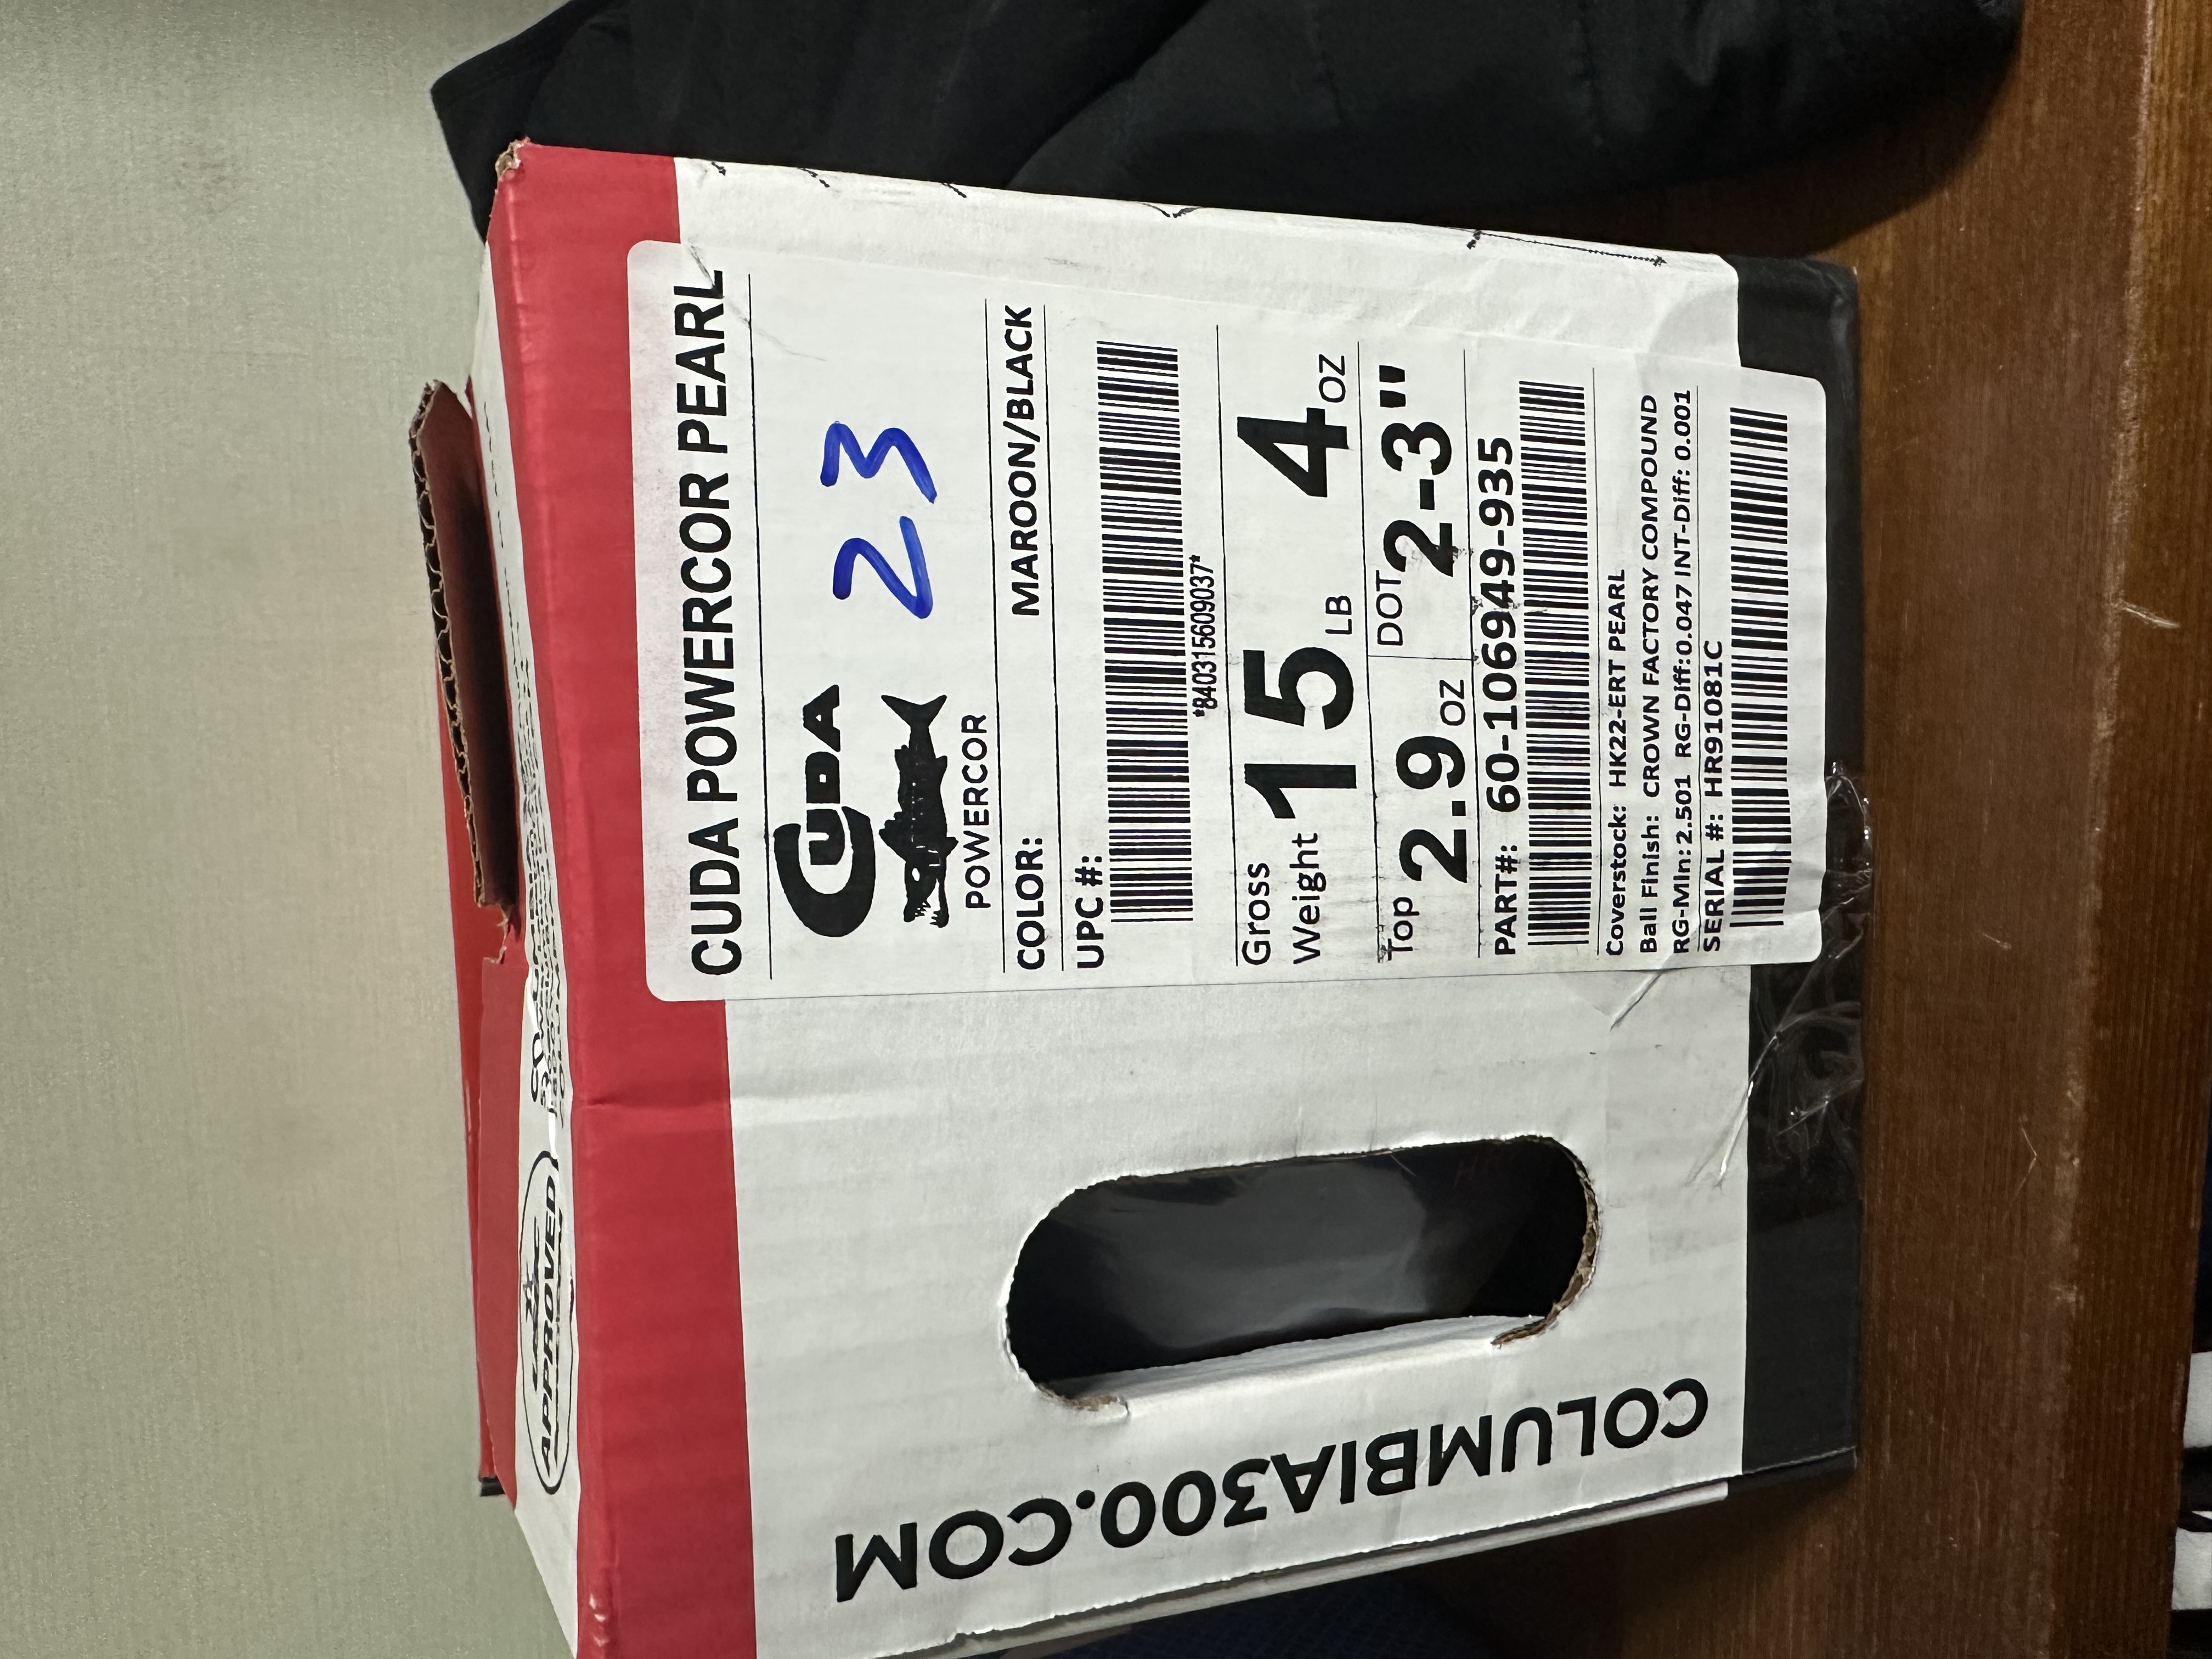 CUDA POWERCOR PEARL
CUDA
23
POWERCOR
COLOR: MAROON/BLACK
UPC #:
*840315609037*
Gross Weight 15 LB 4 OZ
Top 2.9 OZ DOT 2-3"
PART#: 60-106949-935
Coverstock: HK22-ERT PEARL
Ball Finish: CROWN FACTORY COMPOUND
RG-MIn: 2.501 RG-Diff:0.047 INT-Diff: 0.001
SERIAL #: HR91081C
COLUMBIA300.COM
APPROVED